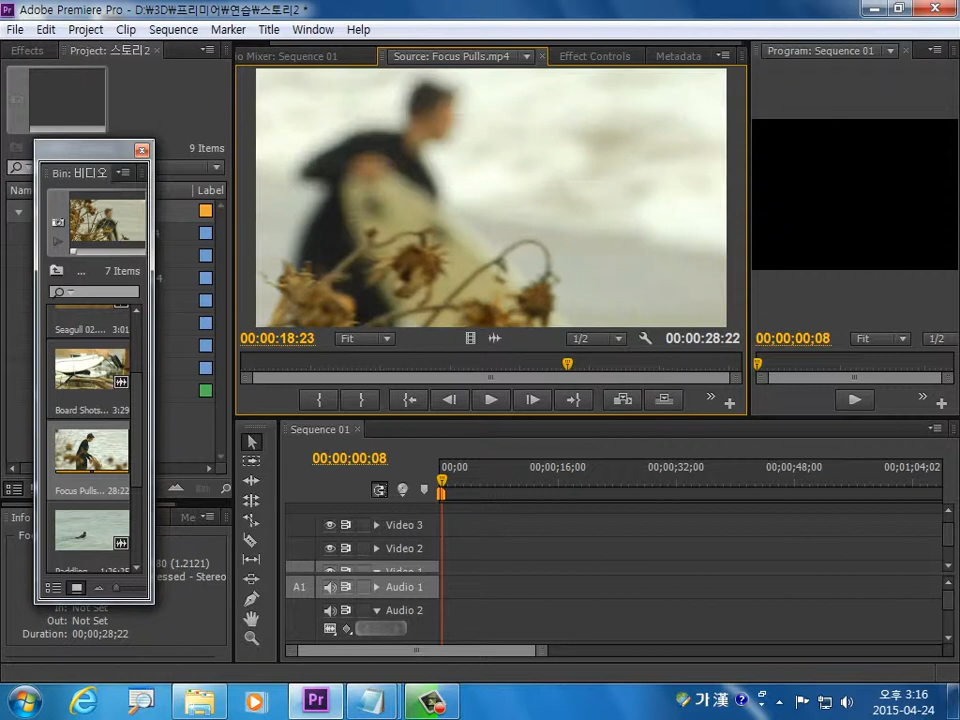 Adobe Premiere Pro - D:₩3D₩프리미어₩연습₩스토리2 *
File Edit Project Clip Sequence Marker Title Window Help
Effects Project: 스토리2 ×
o Mixer: Sequence 01 Source: Focus Pulls.mp4 Effect Controls Metadata
Program: Sequence 01
9 Items
Bin: 비디오
Label
... 7 Items
Seagull 02.... 3:01
Board Shots... 3:29
Focus Pulls... 28:22
1:26:25
00:00:18:23 Fit 1/2 00:00:28:22
00;00;00;08 Fit 1/2
Sequence 01
00;00;00;08
00;00 00;00;16;00 00;00;32;00 00;00;48;00 00;01;04;02
Video 3
Video 2
A1 Audio 1
Audio 2
Info Me
80 (1.2121)
essed - Stereo
In: Not Set
Out: Not Set
Duration: 00;00;28;22
가 漢
오후 3:16
2015-04-24